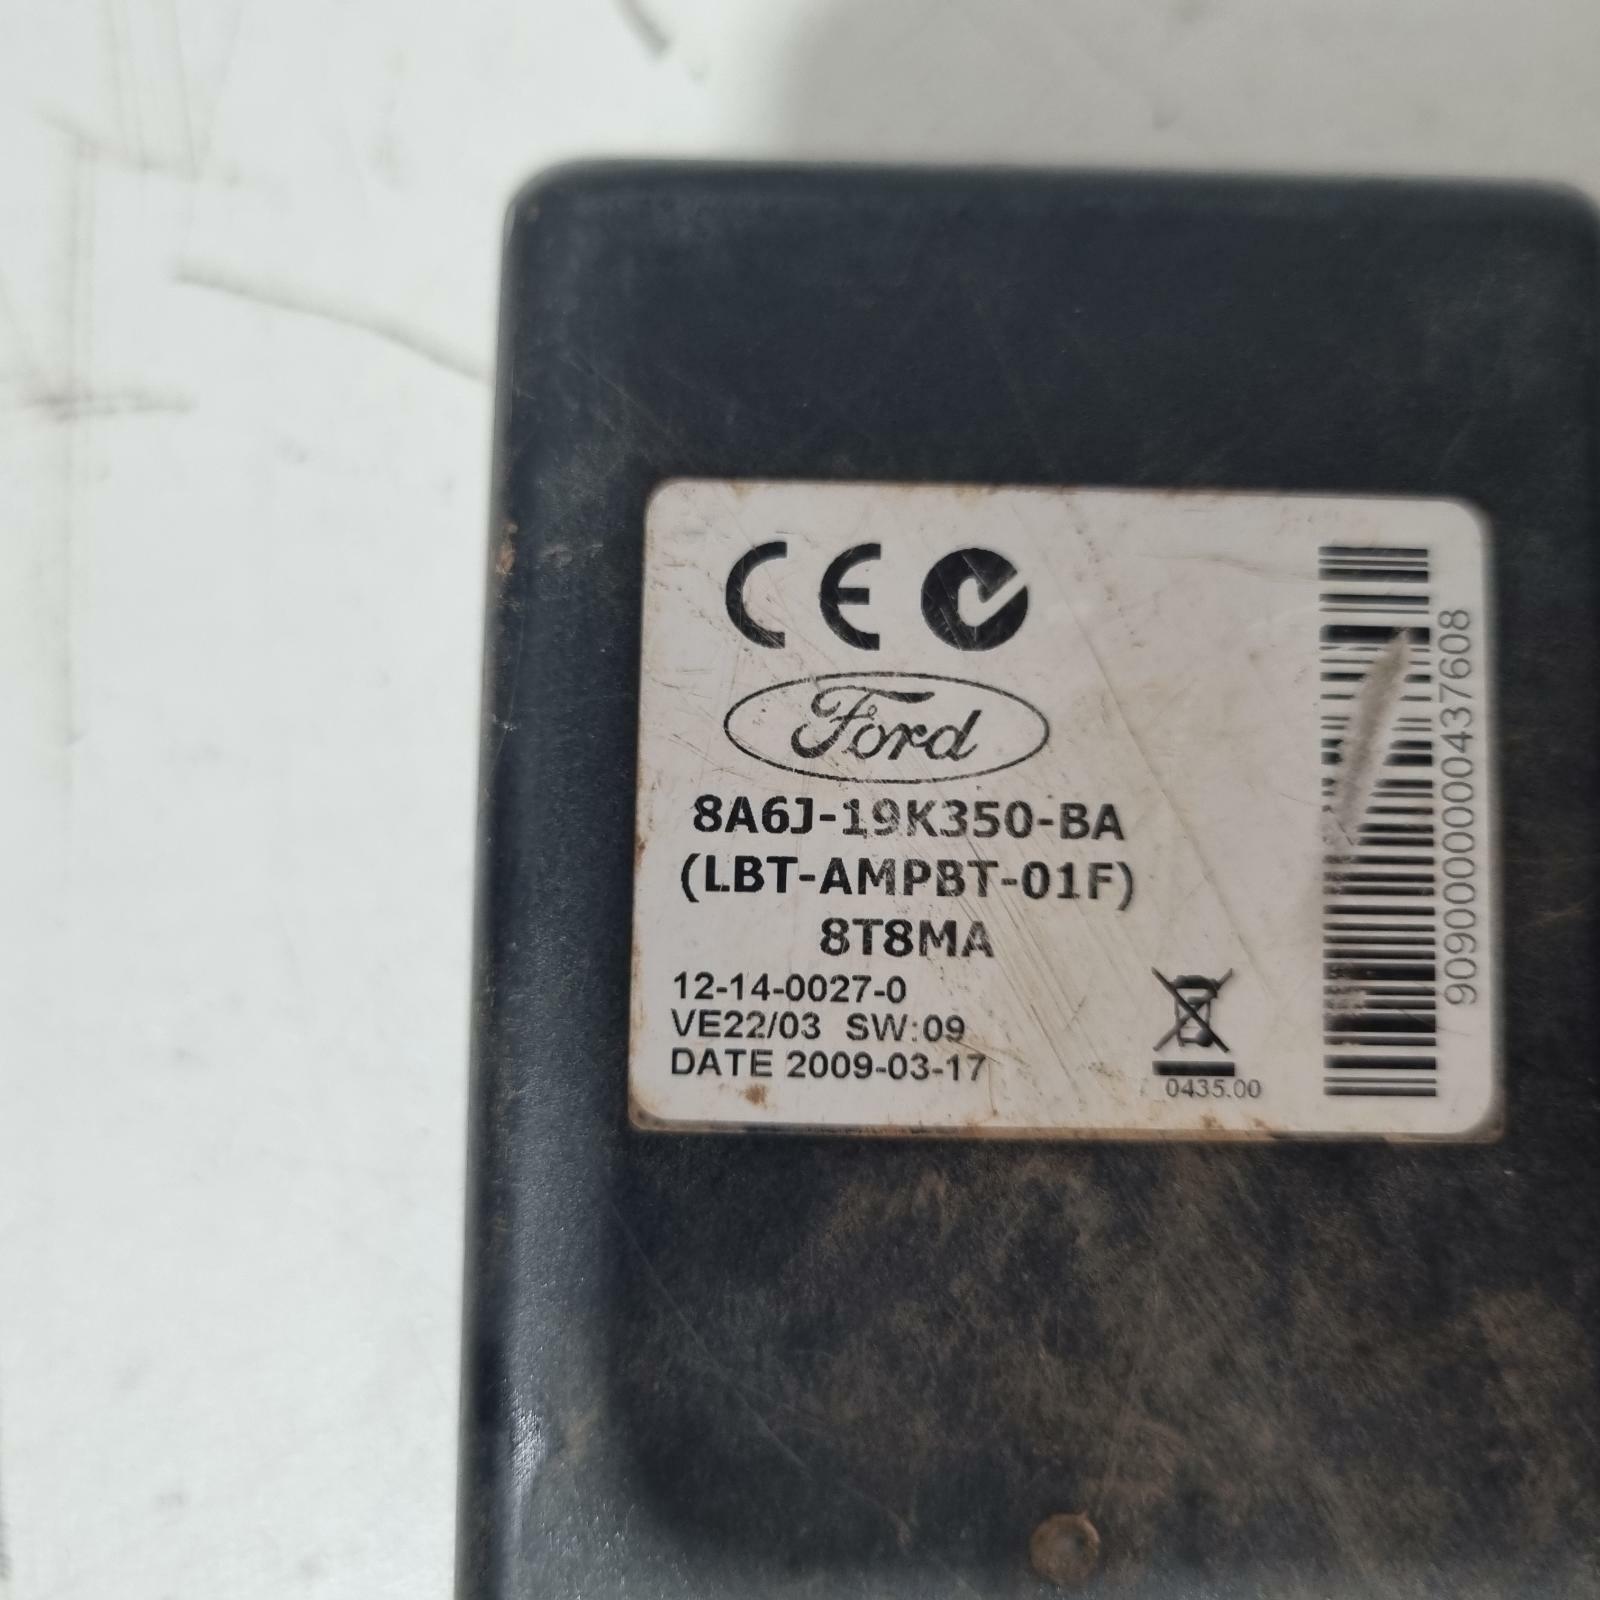 CE
Ford
8A6J-19K350-BA
(LBT-AMPBT-01F)
8T8MA
12-14-0027-0
VE22/03 SW:09
DATE 2009-03-17
0435.00
90900000000437608